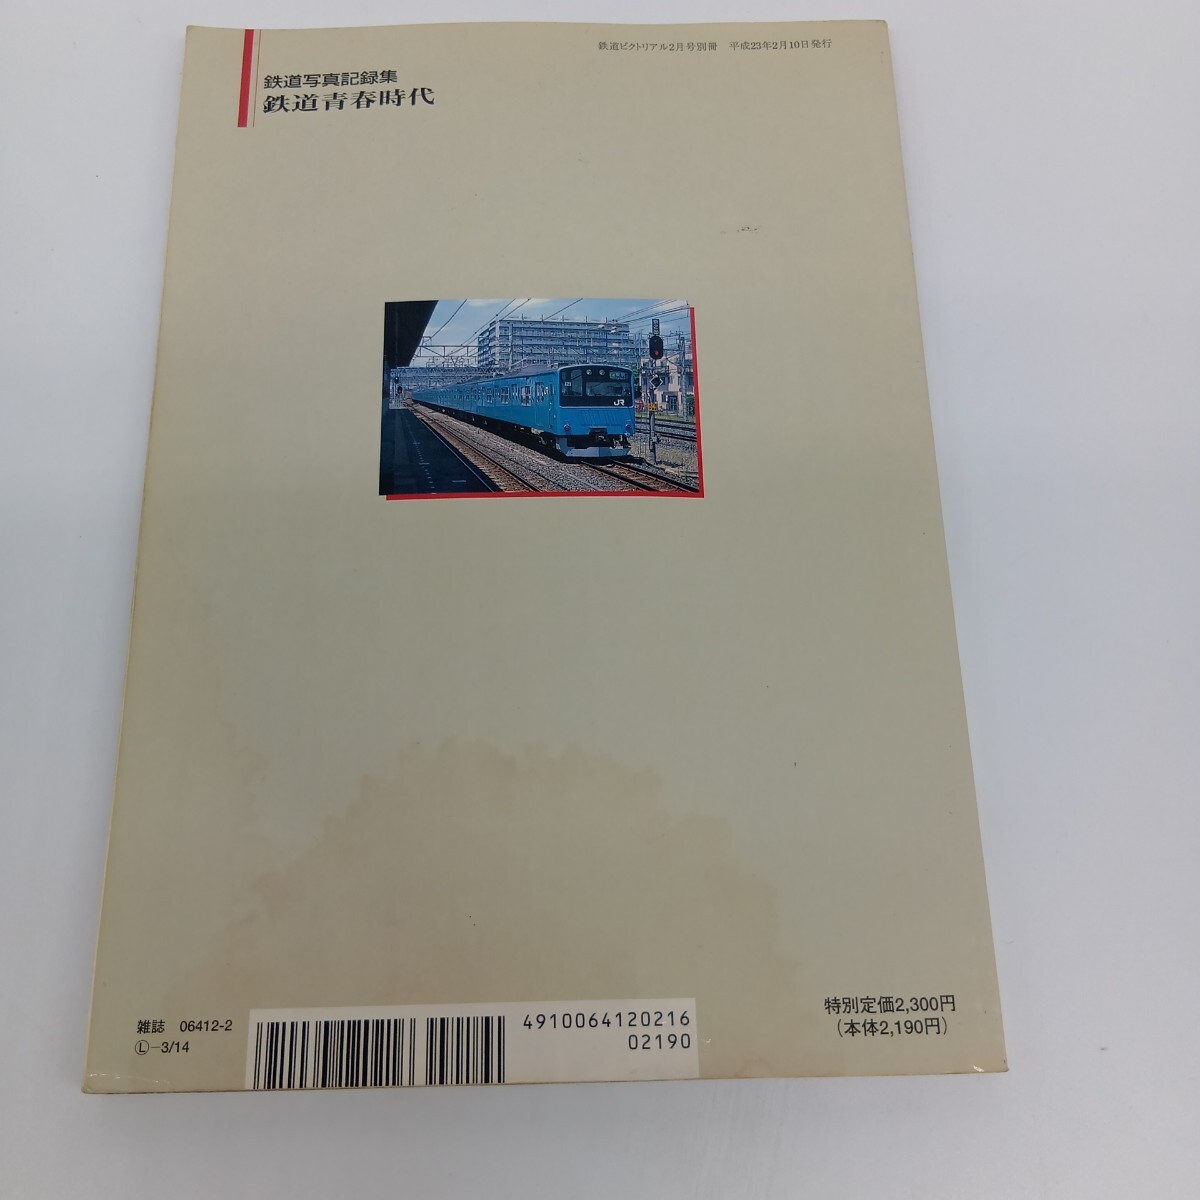 鉄道ピクトリアル2月号別冊　平成23年2月10日発行
鉄道写真記録集
鉄道青春時代
JR
雑誌 06412-2
Ⓛ-3/14
4910064120216
02190
特別定価2,300円
(本体2,190円)